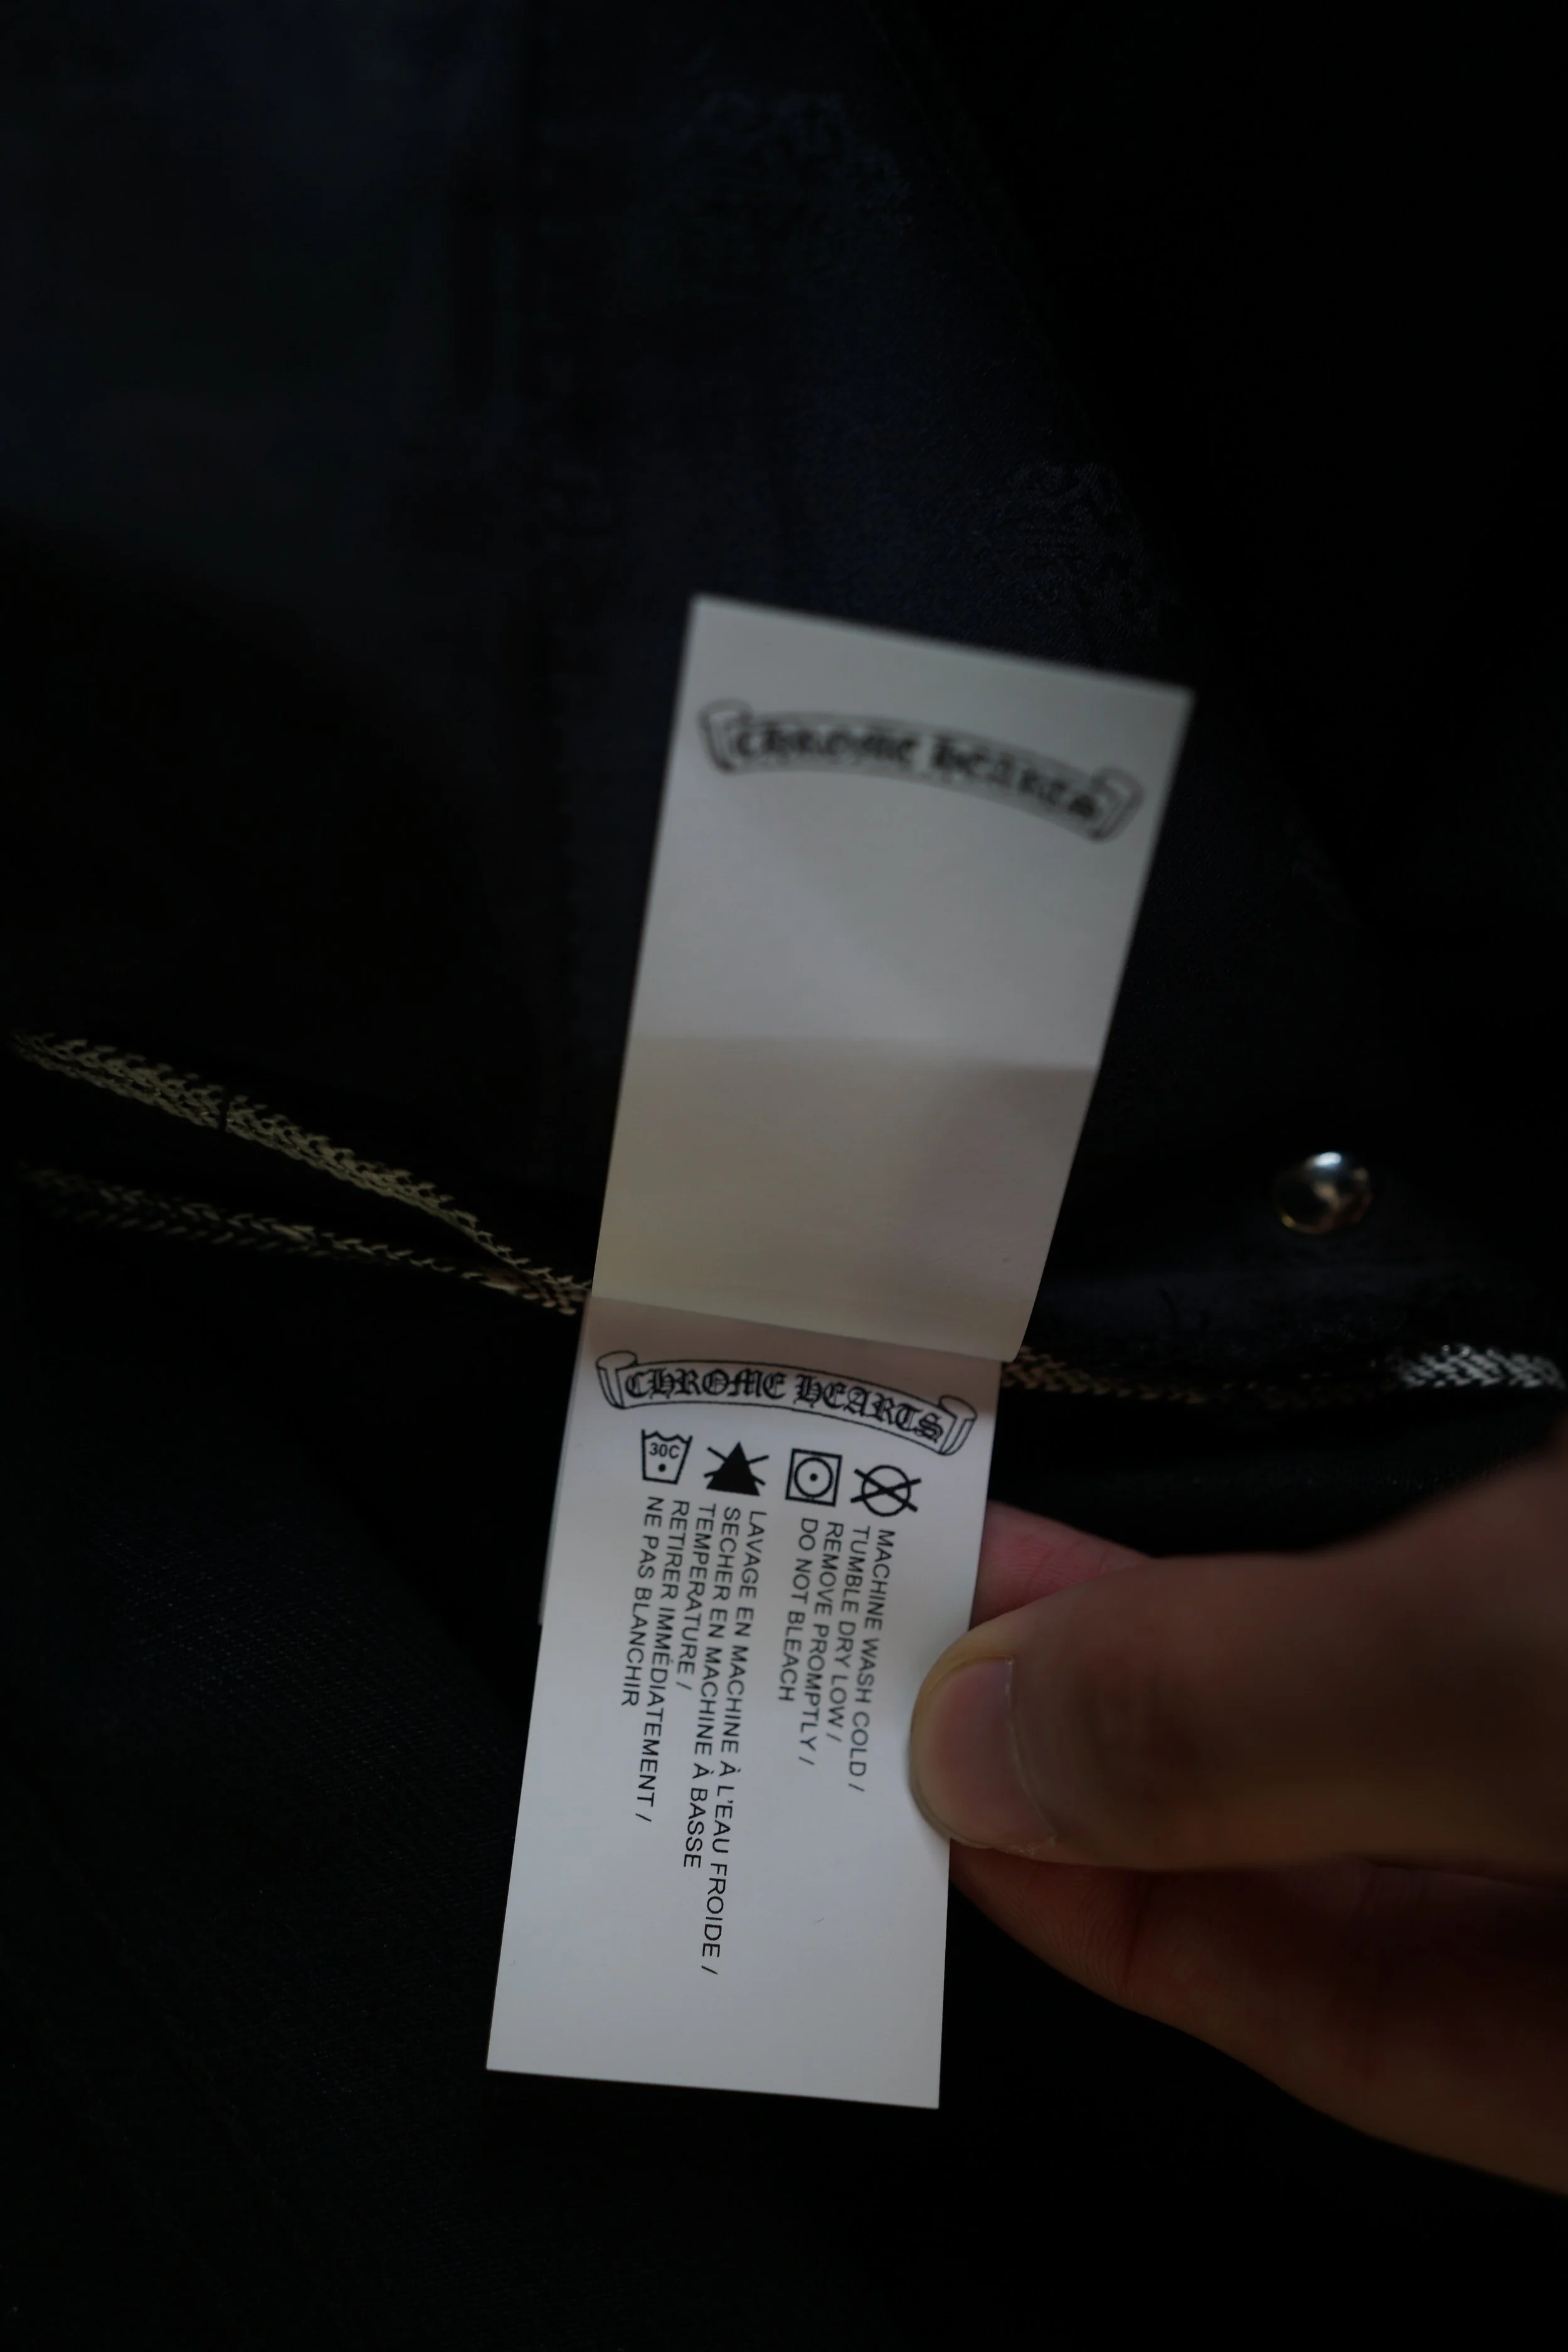 CHROME HEARTS
CHROME HEARTS
30C
MACHINE WASH COLD /
TUMBLE DRY LOW /
REMOVE PROMPTLY /
DO NOT BLEACH
LAVAGE EN MACHINE À L'EAU FROIDE /
SECHER EN MACHINE À BASSE
TEMPERATURE /
RETIRER IMMÉDIATEMENT /
NE PAS BLANCHIR